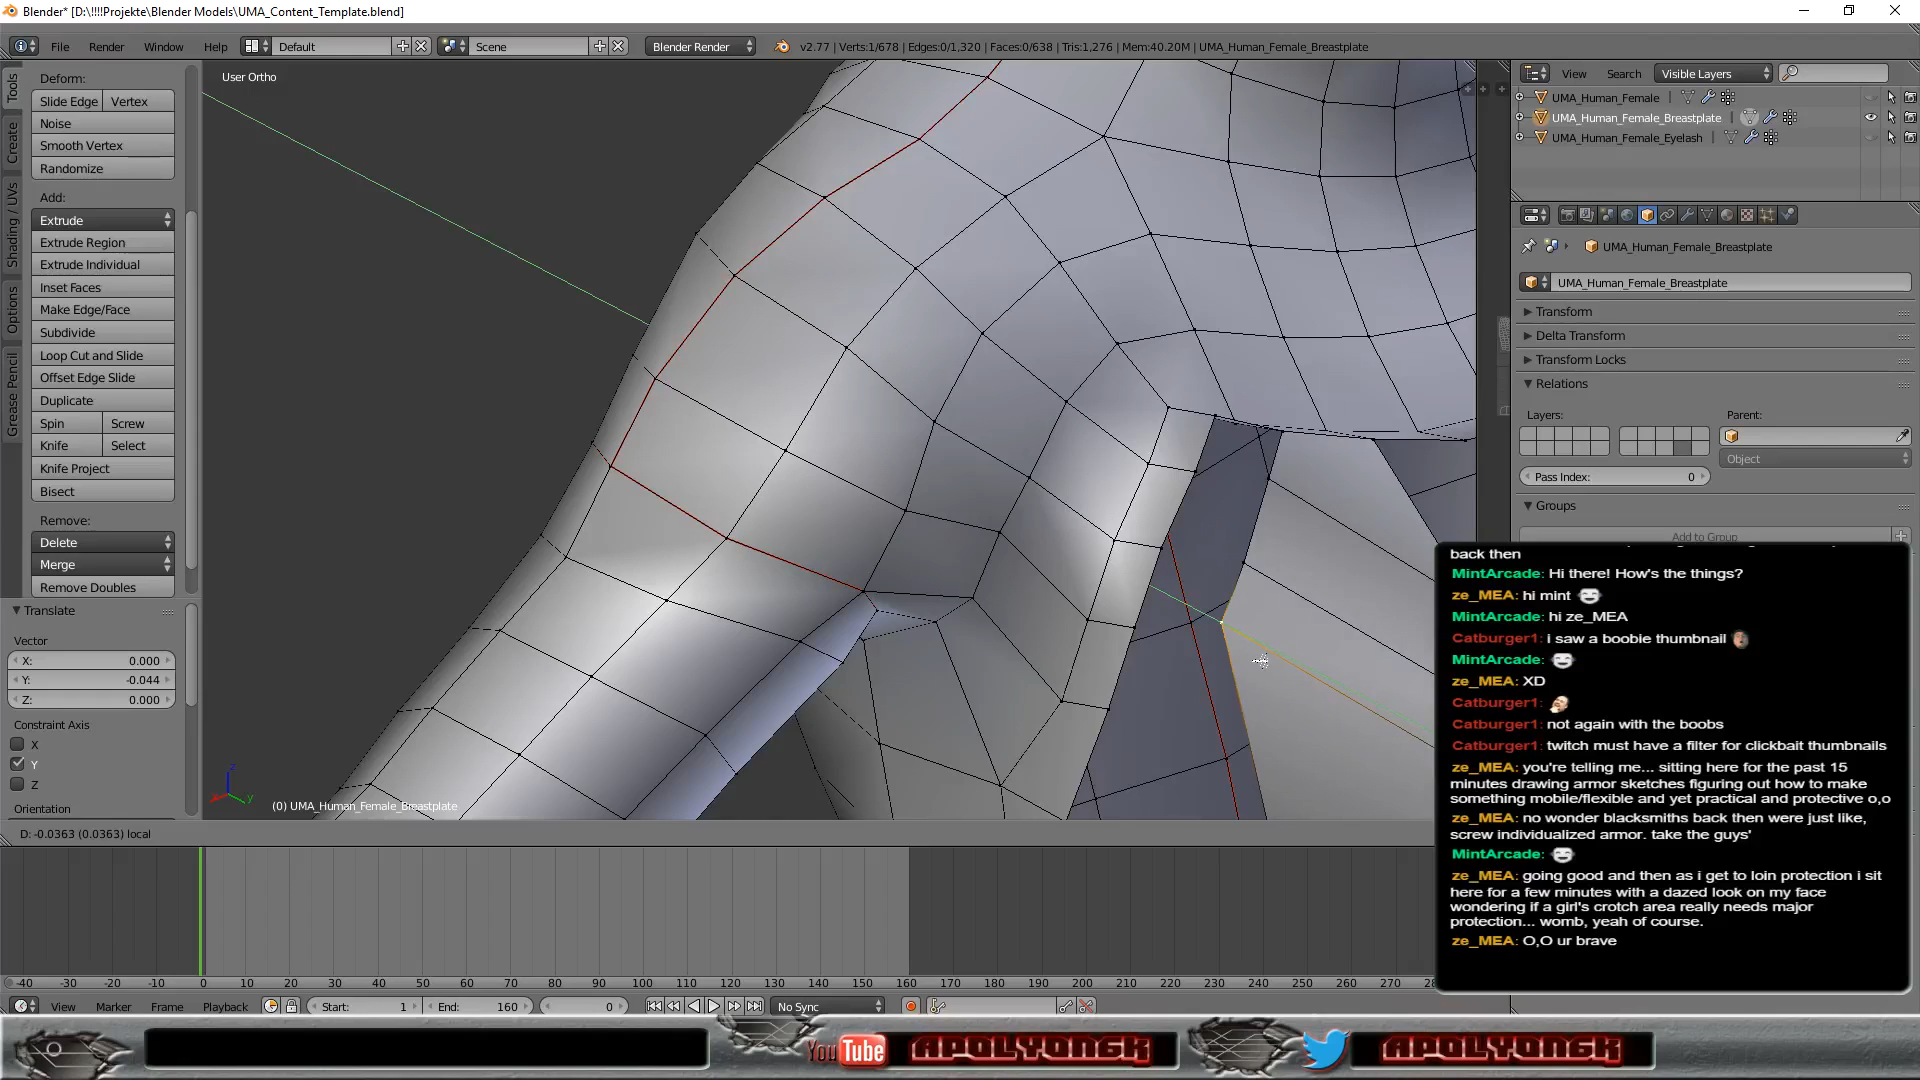 Blender* [D:\!!!!Projekte\Blender Models\UMA_Content_Template.blend]
File Render Window Help Default Scene Blender Render v2.77 | Verts:1/678 | Edges:0/1,320 | Faces:0/638 | Tris:1,276 | Mem:40.20M | UMA_Human_Female_Breastplate
View Search Visible Layers
UMA_Human_Female
UMA_Human_Female_Breastplate
UMA_Human_Female_Eyelash
Tools
Create
Shading / UVs
Options
Grease Pencil
Deform:
Slide Edge Vertex
Noise
Smooth Vertex
Randomize
Add:
Extrude
Extrude Region
Extrude Individual
Inset Faces
Make Edge/Face
Subdivide
Loop Cut and Slide
Offset Edge Slide
Duplicate
Spin Screw
Knife Select
Knife Project
Bisect
Remove:
Delete
Merge
Remove Doubles
Translate
Vector
X: 0.000
Y: -0.044
Z: 0.000
Constraint Axis
X
Y
Z
Orientation
User Ortho
(0) UMA_Human_Female_Breastplate
z
x
y
D: -0.0363 (0.0363) local
UMA_Human_Female_Breastplate
UMA_Human_Female_Breastplate
Transform
Delta Transform
Transform Locks
Relations
Layers: Parent:
Object
Pass Index: 0
Groups
Add to Group
back then
MintArcade: Hi there! How's the things?
ze_MEA: hi mint
MintArcade: hi ze_MEA
Catburger1: i saw a boobie thumbnail
MintArcade:
ze_MEA: XD
Catburger1:
Catburger1: not again with the boobs
Catburger1: twitch must have a filter for clickbait thumbnails
ze_MEA: you're telling me... sitting here for the past 15
minutes drawing armor sketches figuring out how to make
something mobile/flexible and yet practical and protective o,o
ze_MEA: no wonder blacksmiths back then were just like,
screw individualized armor. take the guys'
MintArcade:
ze_MEA: going good and then as i get to loin protection i sit
here for a few minutes with a dazed look on my face
wondering if a girl's crotch area really needs major
protection... womb, yeah of course.
ze_MEA: O,O ur brave
-40 -30 -20 -10 0 10 20 30 40 50 60 70 80 90 100 110 120 130 140 150 160 170 180 190 200 210 220 230 240 250 260 270
View Marker Frame Playback Start: 1 End: 160 0 No Sync
YouTube APOLYONGK APOLYONGK